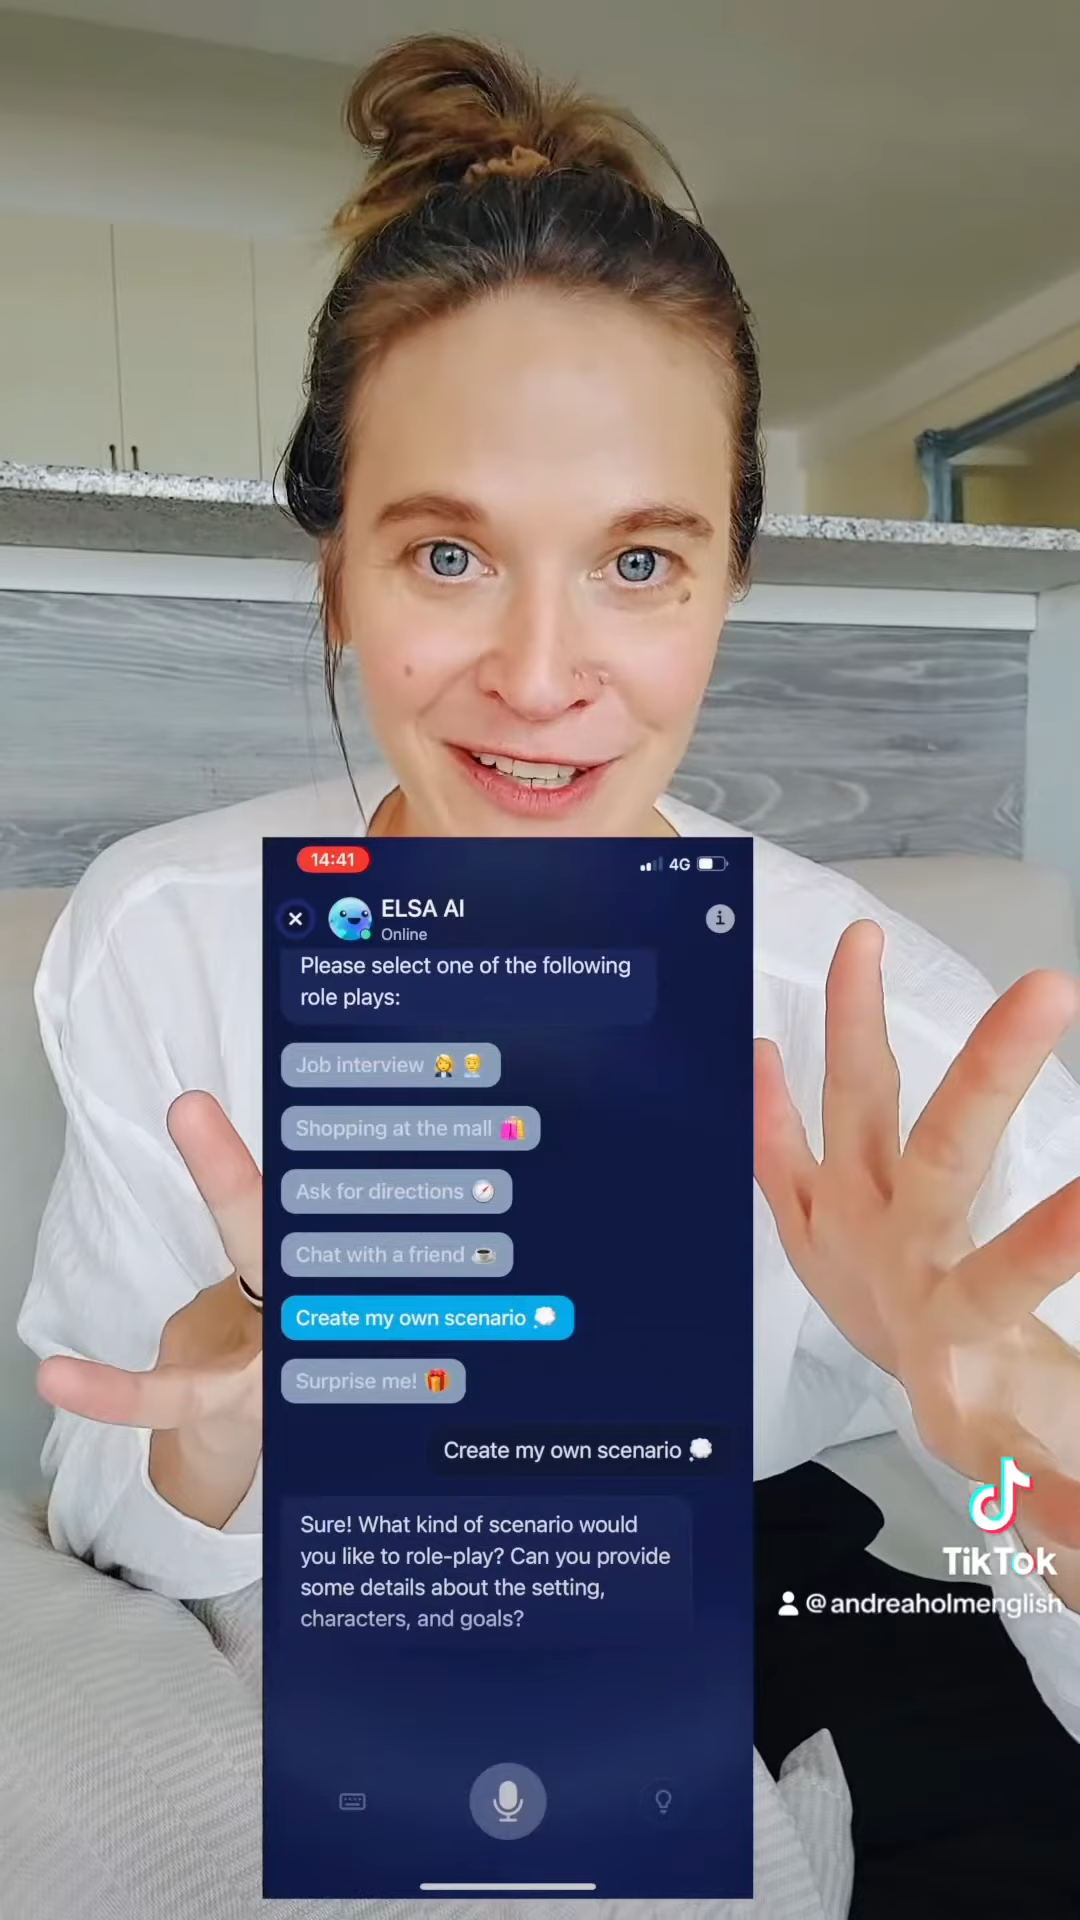 14:41
4G
ELSA AI
Online
Please select one of the following
role plays:
Job interview 👩‍💼 👨‍💼
Shopping at the mall 🛍️
Ask for directions 🧭
Chat with a friend ☕
Create my own scenario 💭
Surprise me! 🎁
Create my own scenario 💭
Sure! What kind of scenario would
you like to role-play? Can you provide
some details about the setting,
characters, and goals?
TikTok
@andreaholmenglish